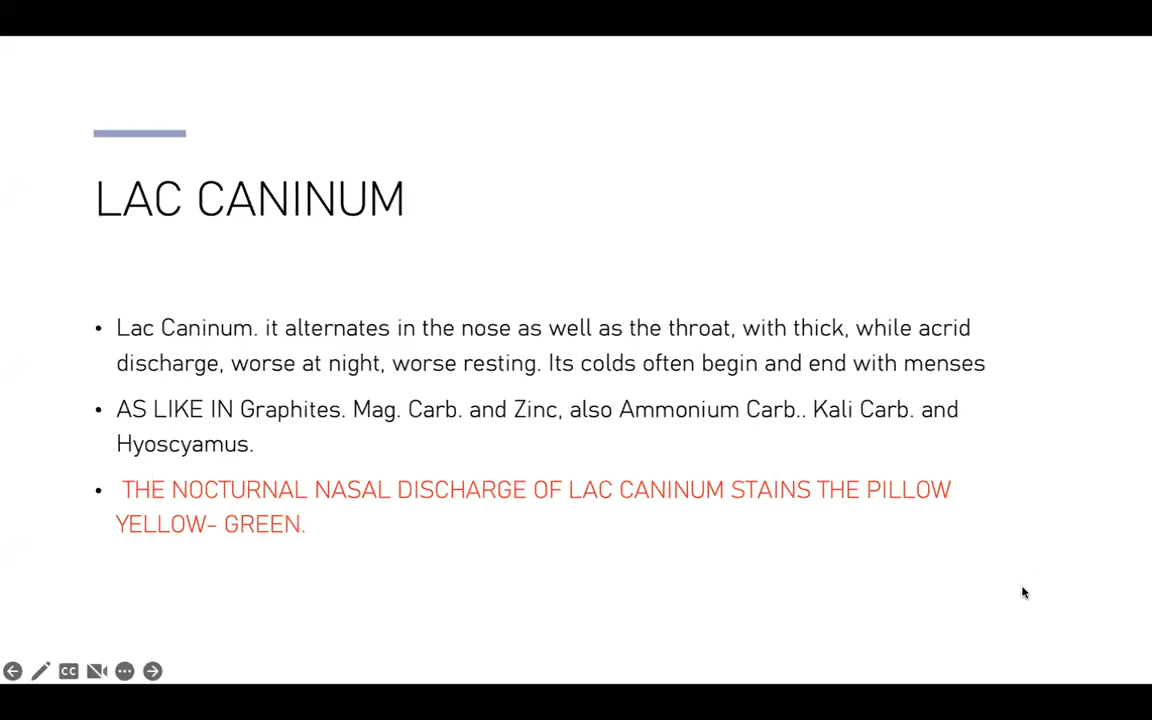 LAC CANINUM
• Lac Caninum. it alternates in the nose as well as the throat, with thick, while acrid
discharge, worse at night, worse resting. Its colds often begin and end with menses
• AS LIKE IN Graphites. Mag. Carb. and Zinc, also Ammonium Carb.. Kali Carb. and
Hyoscyamus.
• THE NOCTURNAL NASAL DISCHARGE OF LAC CANINUM STAINS THE PILLOW
YELLOW– GREEN.
CC